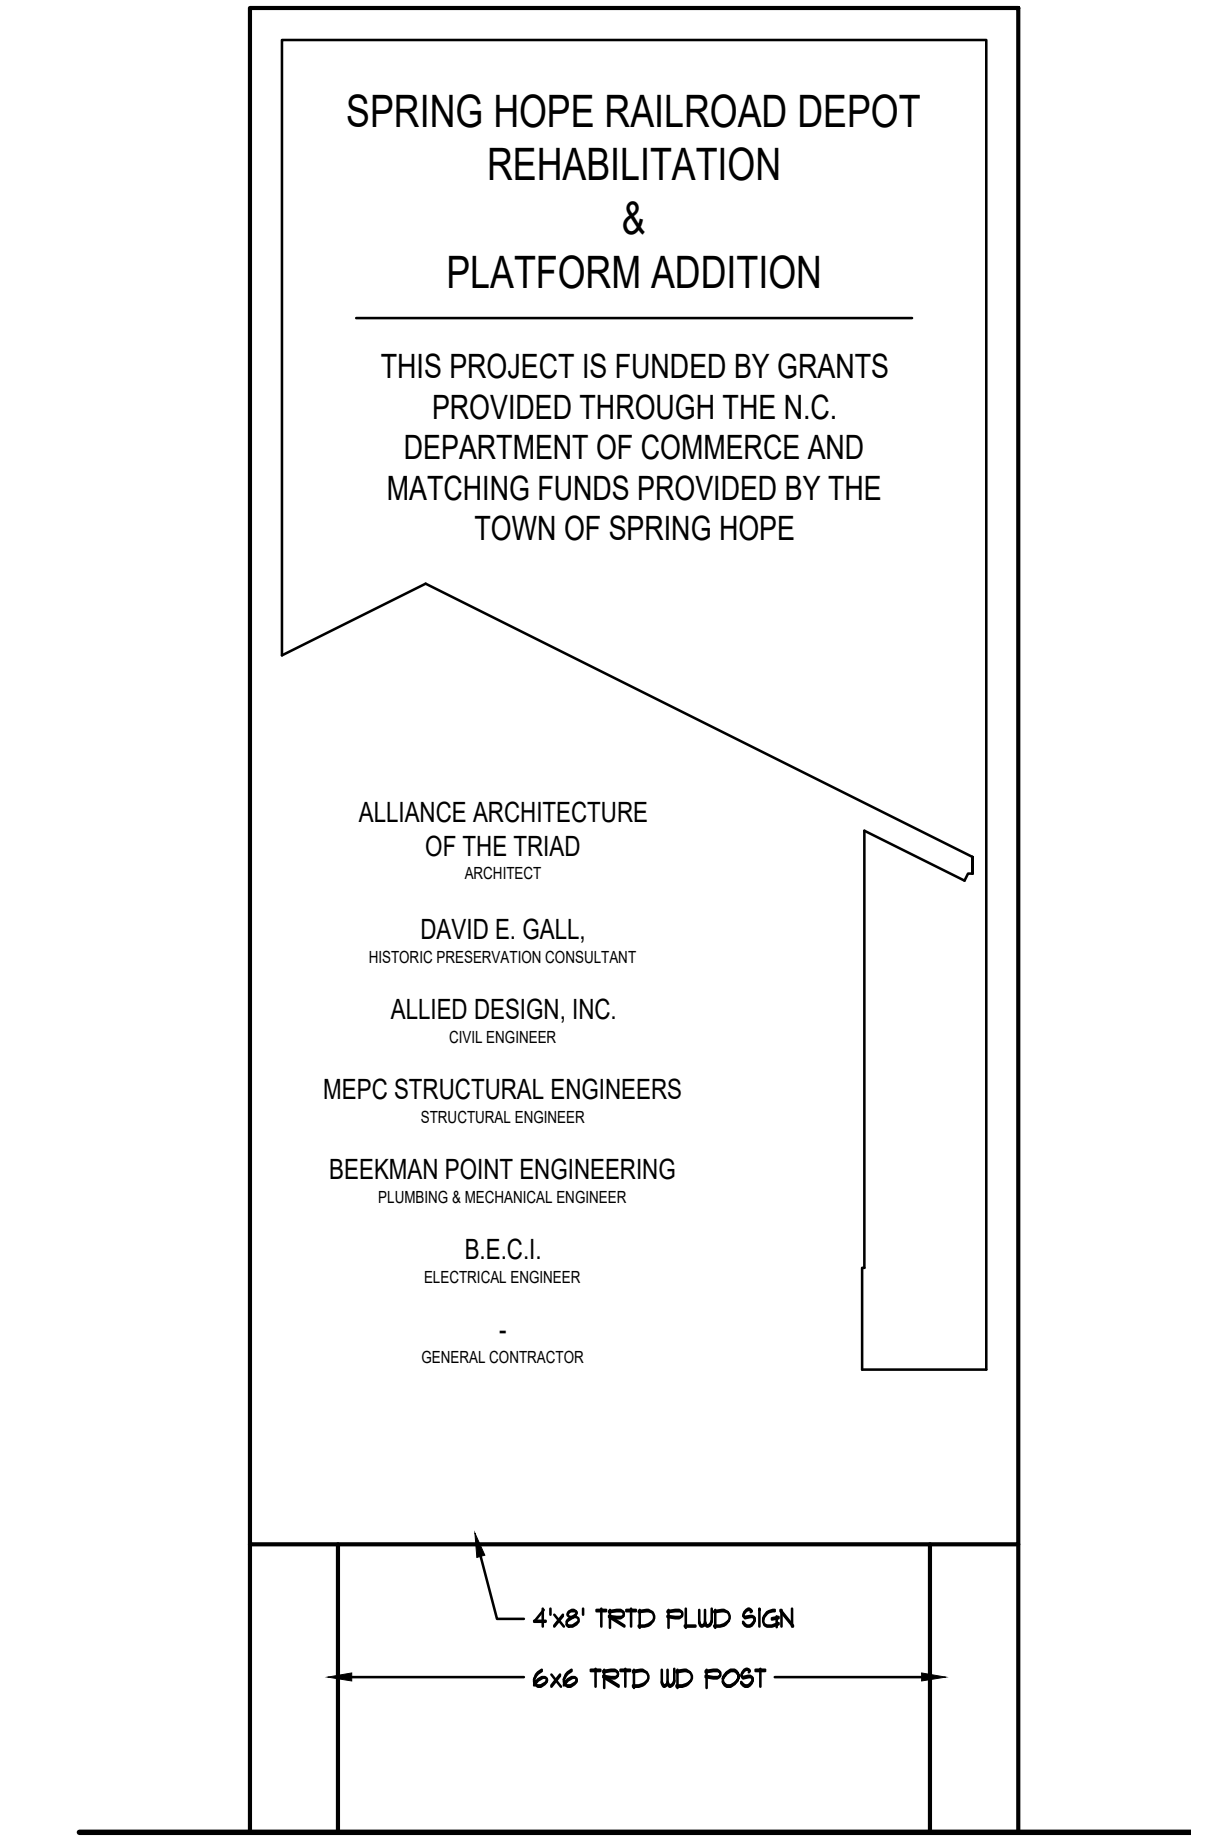 SPRING HOPE RAILROAD DEPOT
REHABILITATION
&
PLATFORM ADDITION
THIS PROJECT IS FUNDED BY GRANTS
PROVIDED THROUGH THE N.C.
DEPARTMENT OF COMMERCE AND
MATCHING FUNDS PROVIDED BY THE
TOWN OF SPRING HOPE
ALLIANCE ARCHITECTURE
OF THE TRIAD
ARCHITECT
DAVID E. GALL,
HISTORIC PRESERVATION CONSULTANT
ALLIED DESIGN, INC.
CIVIL ENGINEER
MEPC STRUCTURAL ENGINEERS
STRUCTURAL ENGINEER
BEEKMAN POINT ENGINEERING
PLUMBING & MECHANICAL ENGINEER
B.E.C.I.
ELECTRICAL ENGINEER
-
GENERAL CONTRACTOR
4'x8' TRTD PLWD SIGN
6x6 TRTD WD POST